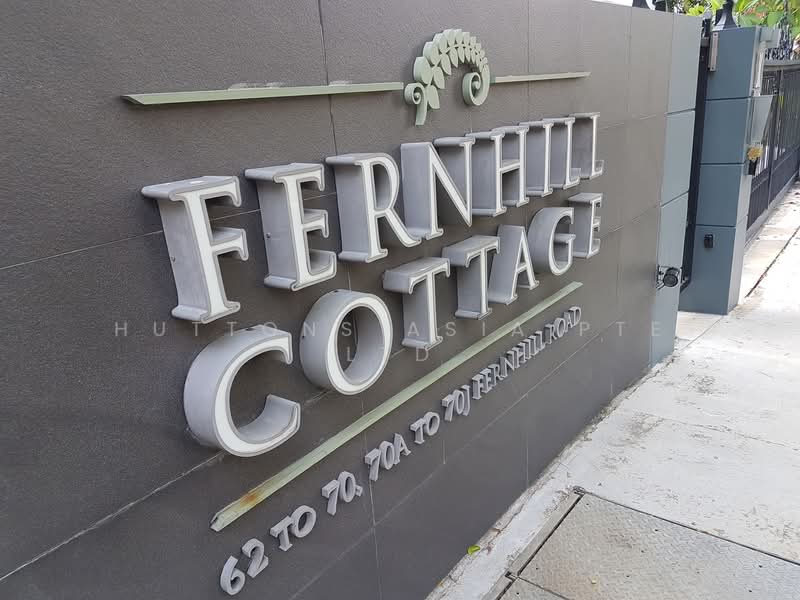 FERNHILL
COTTAGE
HUTTONS ASIA PTE
LTD
62 TO 70, 70A TO 70J FERNHILL ROAD